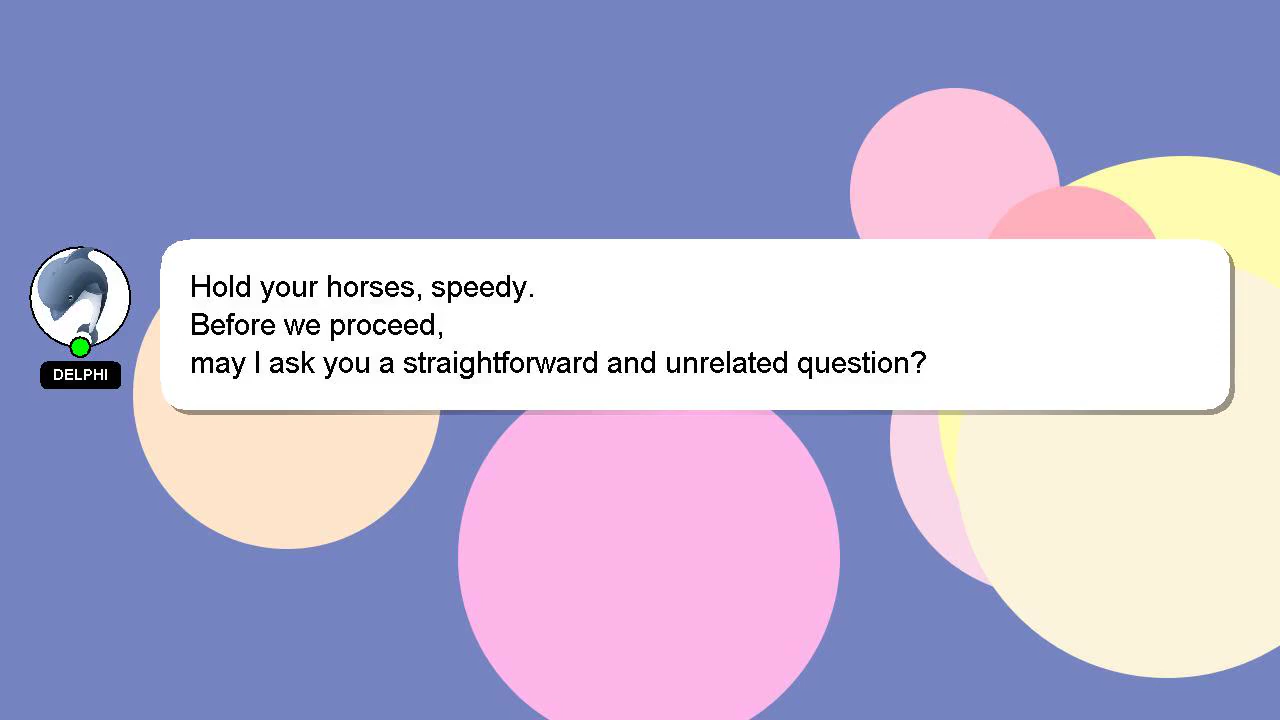 Hold your horses, speedy.
Before we proceed,
may I ask you a straightforward and unrelated question?
DELPHI